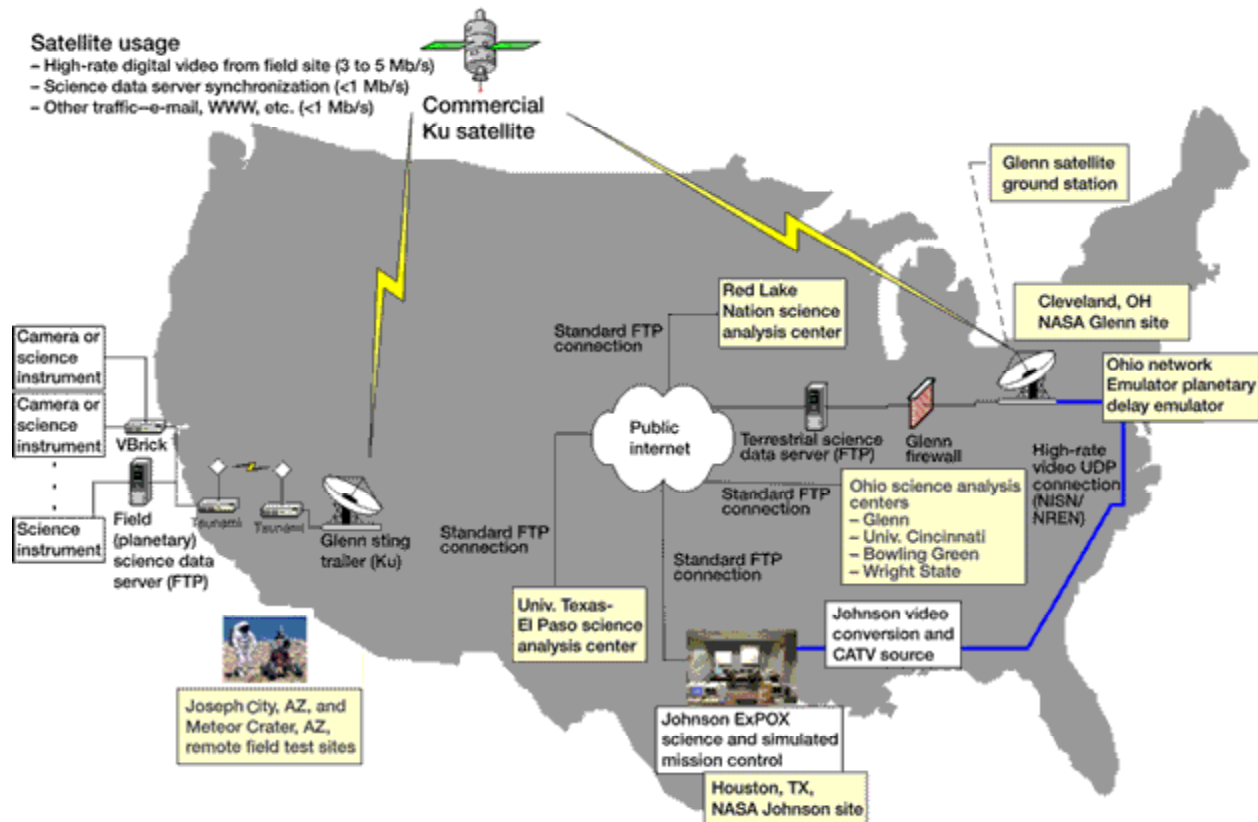 Satellite usage
– High-rate digital video from field site (3 to 5 Mb/s)
– Science data server synchronization (<1 Mb/s)
– Other traffic–e-mail, WWW, etc. (<1 Mb/s)
Commercial
Ku satellite
Glenn satellite
ground station
Red Lake
Nation science
analysis center
Cleveland, OH
NASA Glenn site
Standard FTP
connection
Camera or
science
instrument
Camera or
science
instrument
VBrick
Ohio network
Emulator planetary
delay emulator
Public
internet
Terrestrial science
data server (FTP)
Glenn
firewall
High-rate
video UDP
connection
(NISN/
NREN)
Science
instrument
Field
(planetary)
science data
server (FTP)
Tsunami
Tsunami
Glenn sting
trailer (Ku)
Standard FTP
connection
Standard FTP
connection
Ohio science analysis
centers
– Glenn
– Univ. Cincinnati
– Bowling Green
– Wright State
Standard FTP
connection
Univ. Texas-
El Paso science
analysis center
Johnson video
conversion and
CATV source
Joseph City, AZ, and
Meteor Crater, AZ,
remote field test sites
Johnson ExPOX
science and simulated
mission control
Houston, TX,
NASA Johnson site